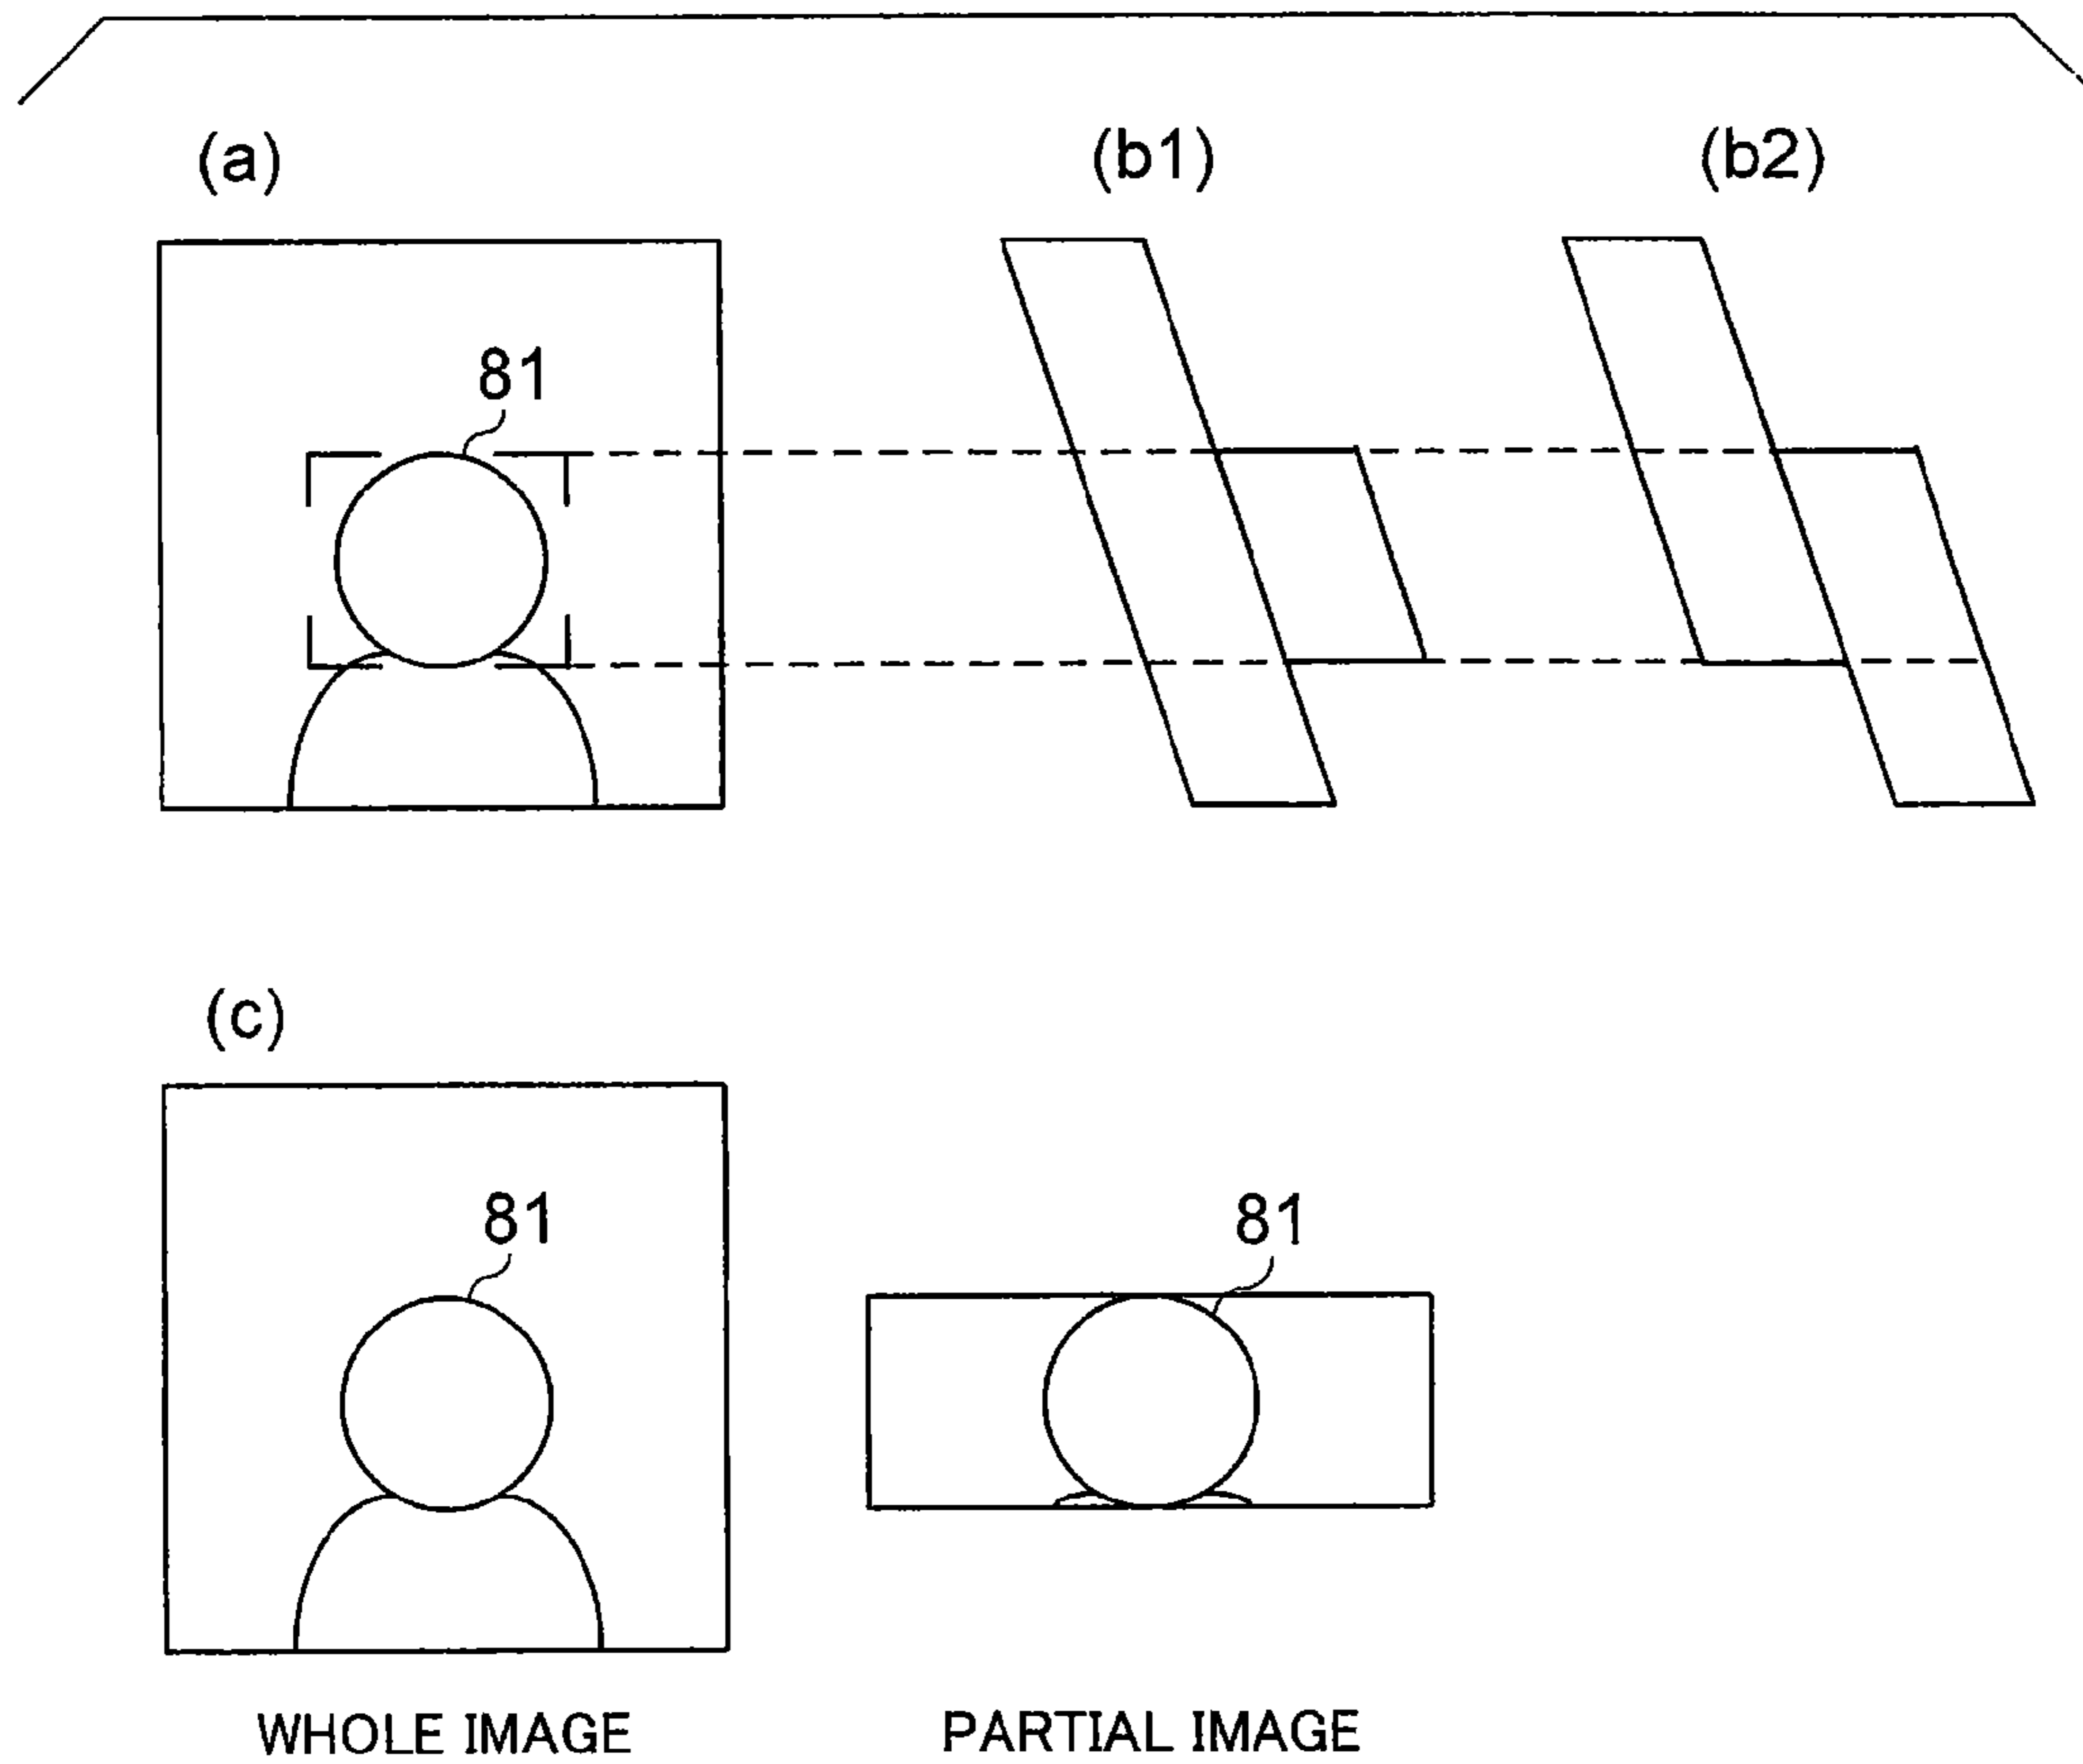 (a)
(b1)
(b2)
81
(c)
81
81
WHOLE IMAGE
PARTIAL IMAGE